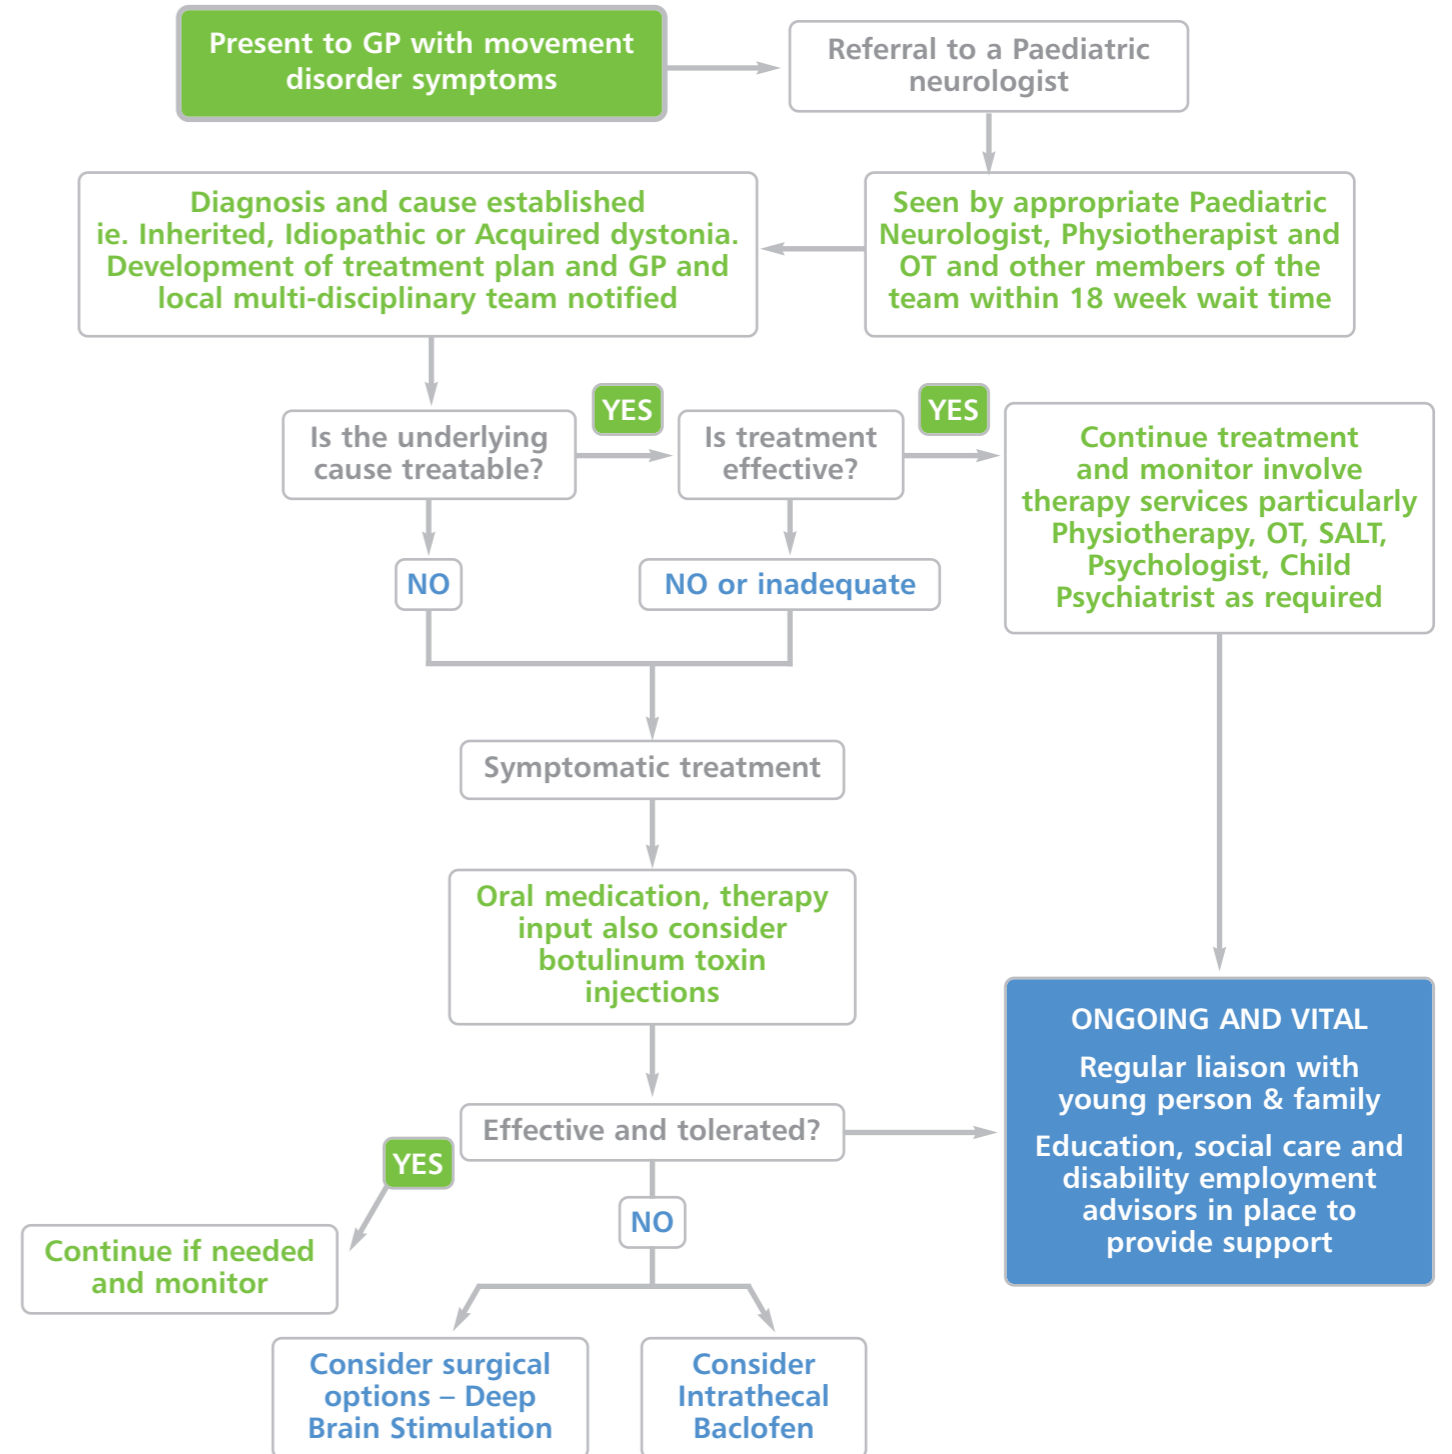 Present to GP with movement
disorder symptoms
Referral to a Paediatric
neurologist
Diagnosis and cause established
ie. Inherited, Idiopathic or Acquired dystonia.
Development of treatment plan and GP and
local multi-disciplinary team notified
Seen by appropriate Paediatric
Neurologist, Physiotherapist and
OT and other members of the
team within 18 week wait time
Is the underlying
cause treatable?
YES
Is treatment
effective?
YES
Continue treatment
and monitor involve
therapy services particularly
Physiotherapy, OT, SALT,
Psychologist, Child
Psychiatrist as required
NO
NO or inadequate
Symptomatic treatment
Oral medication, therapy
input also consider
botulinum toxin
injections
Effective and tolerated?
ONGOING AND VITAL
Regular liaison with
young person & family
Education, social care and
disability employment
advisors in place to
provide support
YES
NO
Continue if needed
and monitor
Consider surgical
options – Deep
Brain Stimulation
Consider
Intrathecal
Baclofen